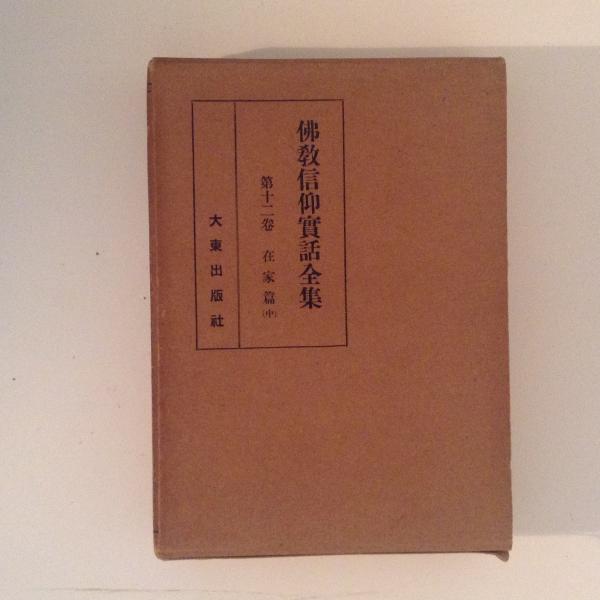 佛教信仰實話全集
第十二卷 在家篇(中)
大東出版社